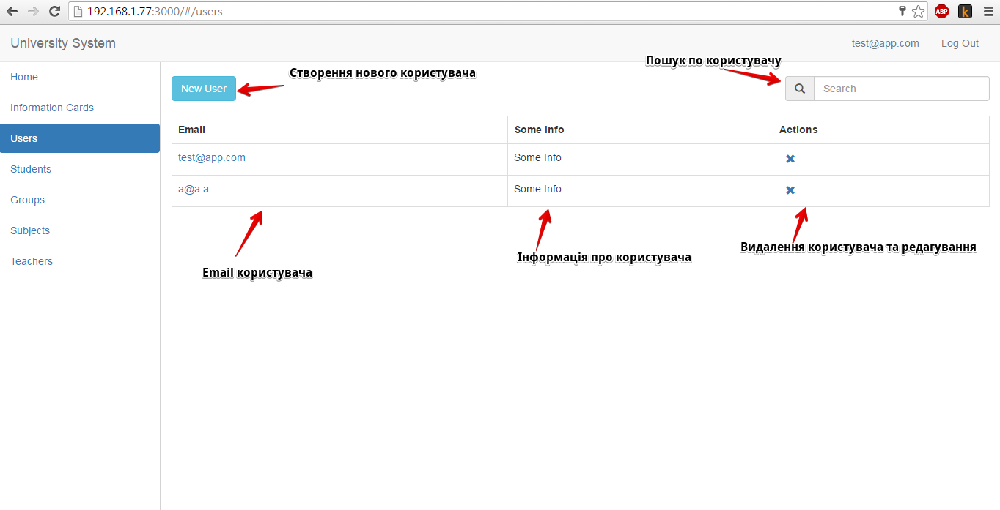 192.168.1.77:3000/#/users
ABP
k
University System
test@app.com
Log Out
Home
Information Cards
Users
Students
Groups
Subjects
Teachers
Створення нового користувача
Пошук по користувачу
New User
Search
Email
Some Info
Actions
test@app.com
Some Info
a@a.a
Some Info
Видалення користувача та редагування
Інформація про користувача
Email користувача